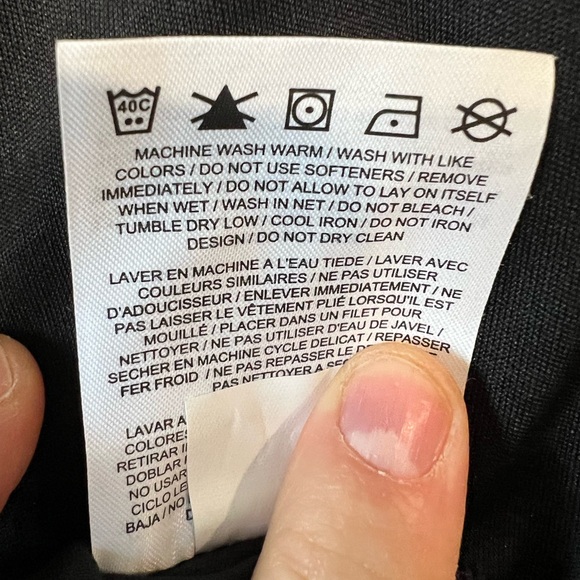 40C
MACHINE WASH WARM / WASH WITH LIKE
COLORS / DO NOT USE SOFTENERS / REMOVE
IMMEDIATELY / DO NOT ALLOW TO LAY ON ITSELF
WHEN WET / WASH IN NET / DO NOT BLEACH /
TUMBLE DRY LOW / COOL IRON / DO NOT IRON
DESIGN / DO NOT DRY CLEAN
LAVER EN MACHINE A L'EAU TIEDE / LAVER AVEC
COULEURS SIMILAIRES / NE PAS UTILISER
D'ADOUCISSEUR / ENLEVER IMMEDIATEMENT / NE
PAS LAISSER LE VÊTEMENT PLIÉ LORSQU'IL EST
MOUILLÉ / PLACER DANS UN FILET POUR
NETTOYER / NE PAS UTILISER D'EAU DE JAVEL /
SECHER EN MACHINE CYCLE DELICAT / REPASSER
FER FROID / NE PAS REPASSER LE
PAS NETTOYER A
LAVAR A
COLORES
RETIRAR
DOBLAR
NO USAR
CICLO
BAJA / NO